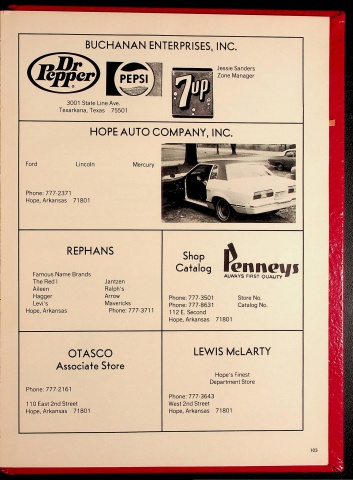 BUCHANAN ENTERPRISES, INC.
Dr
Pepper
PEPSI
7up
Jessie Sanders
Zone Manager
3001 State Line Ave.
Texarkana, Texas 75501
HOPE AUTO COMPANY, INC.
Ford Lincoln Mercury
Phone: 777-2371
Hope, Arkansas 71801
REPHANS
Famous Name Brands
The Red I Jantzen
Aileen Ralph's
Hagger Arrow
Levi's Mavericks
Hope, Arkansas Phone: 777-3711
Shop
Catalog
Penneys
ALWAYS FIRST QUALITY
Phone: 777-3501 Store No.
Phone: 777-8631 Catalog No.
112 E. Second
Hope, Arkansas 71801
OTASCO
Associate Store
Phone: 777-2161
110 East 2nd Street
Hope, Arkansas 71801
LEWIS McLARTY
Hope's Finest
Department Store
Phone: 777-3643
West 2nd Street
Hope, Arkansas 71801
103